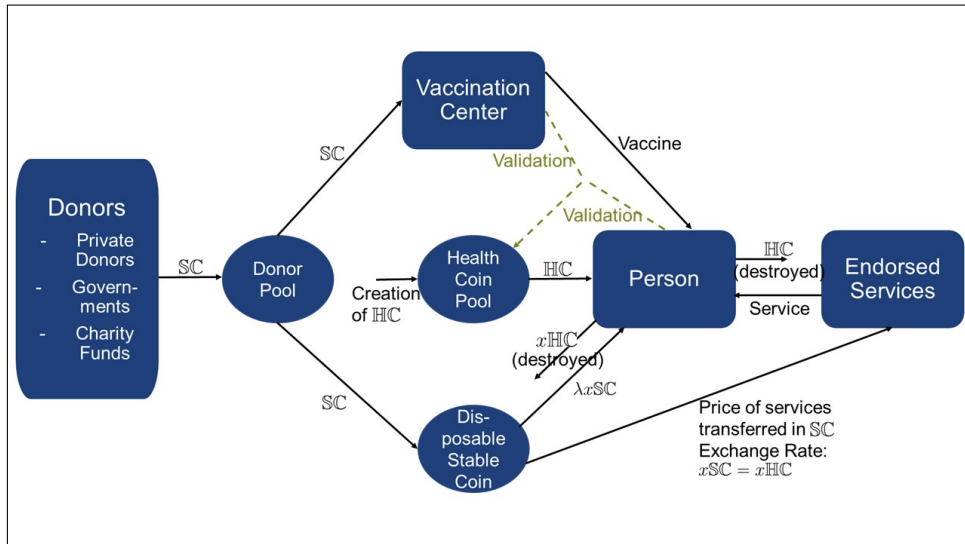 Vaccination
Center
𝕊ℂ
Vaccine
Validation
Donors
- Private
Donors
- Govern-
ments
- Charity
Funds
𝕊ℂ
Donor
Pool
Validation
Creation
of ℍℂ
Health
Coin
Pool
ℍℂ
Person
ℍℂ
(destroyed)
Service
Endorsed
Services
xℍℂ
(destroyed)
λx𝕊ℂ
𝕊ℂ
Dis-
posable
Stable
Coin
Price of services
transferred in 𝕊ℂ
Exchange Rate:
x𝕊ℂ = xℍℂ